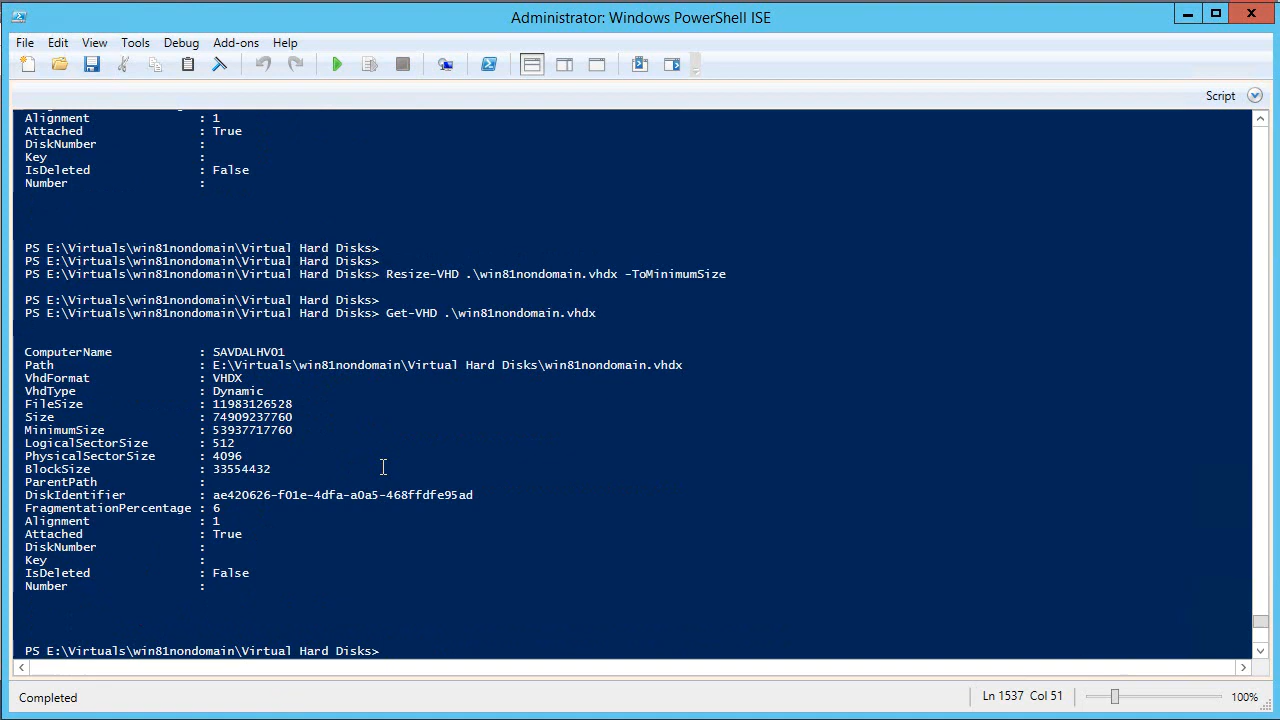 Administrator: Windows PowerShell ISE
File Edit View Tools Debug Add-ons Help
Script
Alignment : 1
Attached : True
DiskNumber :
Key :
IsDeleted : False
Number :
PS E:\Virtuals\win81nondomain\Virtual Hard Disks>
PS E:\Virtuals\win81nondomain\Virtual Hard Disks>
PS E:\Virtuals\win81nondomain\Virtual Hard Disks> Resize-VHD .\win81nondomain.vhdx -ToMinimumSize
PS E:\Virtuals\win81nondomain\Virtual Hard Disks>
PS E:\Virtuals\win81nondomain\Virtual Hard Disks> Get-VHD .\win81nondomain.vhdx
ComputerName : SAVDALHV01
Path : E:\Virtuals\win81nondomain\Virtual Hard Disks\win81nondomain.vhdx
VhdFormat : VHDX
VhdType : Dynamic
FileSize : 11983126528
Size : 74909237760
MinimumSize : 53937717760
LogicalSectorSize : 512
PhysicalSectorSize : 4096
BlockSize : 33554432
ParentPath :
DiskIdentifier : ae420626-f01e-4dfa-a0a5-468ffdfe95ad
FragmentationPercentage : 6
Alignment : 1
Attached : True
DiskNumber :
Key :
IsDeleted : False
Number :
PS E:\Virtuals\win81nondomain\Virtual Hard Disks>
Completed Ln 1537 Col 51 100%